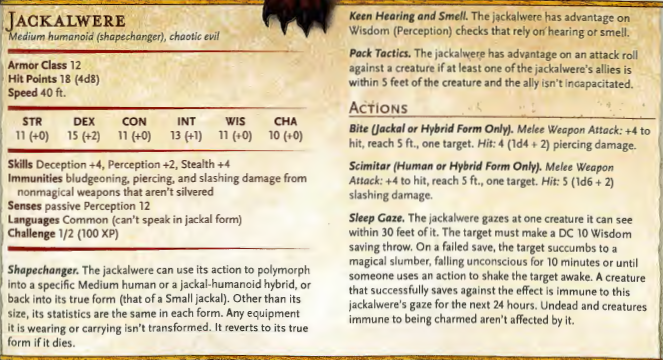 JACKALWERE
Medium humanoid (shapechanger), chaotic evil
Armor Class 12
Hit Points 18 (4d8)
Speed 40 ft.
STR DEX CON INT WIS CHA
11 (+0) 15 (+2) 11 (+0) 13 (+1) 11 (+0) 10 (+0)
Skills Deception +4, Perception +2, Stealth +4
Immunities bludgeoning, piercing, and slashing damage from
nonmagical weapons that aren't silvered
Senses passive Perception 12
Languages Common (can't speak in jackal form)
Challenge 1/2 (100 XP)
Shapechanger. The jackalwere can use its action to polymorph
into a specific Medium human or a jackal-humanoid hybrid, or
back into its true form (that of a Small jackal). Other than its
size, its statistics are the same in each form. Any equipment
it is wearing or carrying isn't transformed. It reverts to its true
form if it dies.
Keen Hearing and Smell. The jackalwere has advantage on
Wisdom (Perception) checks that rely on hearing or smell.
Pack Tactics. The jackalwere has advantage on an attack roll
against a creature if at least one of the jackalwere's allies is
within 5 feet of the creature and the ally isn't incapacitated.
ACTIONS
Bite (Jackal or Hybrid Form Only). Melee Weapon Attack: +4 to
hit, reach 5 ft., one target. Hit: 4 (1d4 + 2) piercing damage.
Scimitar (Human or Hybrid Form Only). Melee Weapon
Attack: +4 to hit, reach 5 ft., one target. Hit: 5 (1d6 + 2)
slashing damage.
Sleep Gaze. The jackalwere gazes at one creature it can see
within 30 feet of it. The target must make a DC 10 Wisdom
saving throw. On a failed save, the target succumbs to a
magical slumber, falling unconscious for 10 minutes or until
someone uses an action to shake the target awake. A creature
that successfully saves against the effect is immune to this
jackalwere's gaze for the next 24 hours. Undead and creatures
immune to being charmed aren't affected by it.